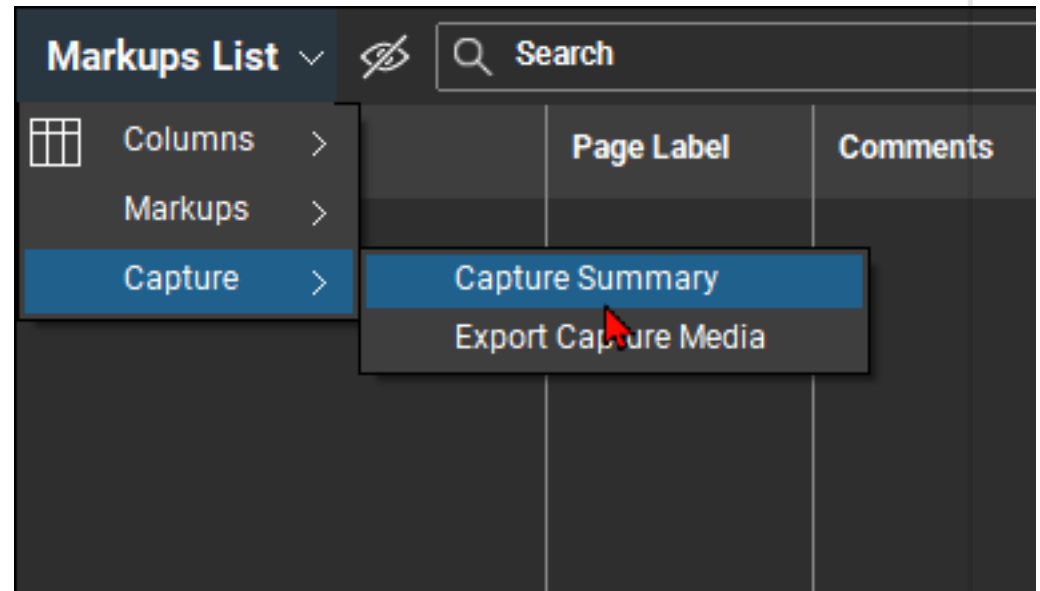 Markups List
Search
Columns
Page Label
Comments
Markups
Capture
Capture Summary
Export Capture Media